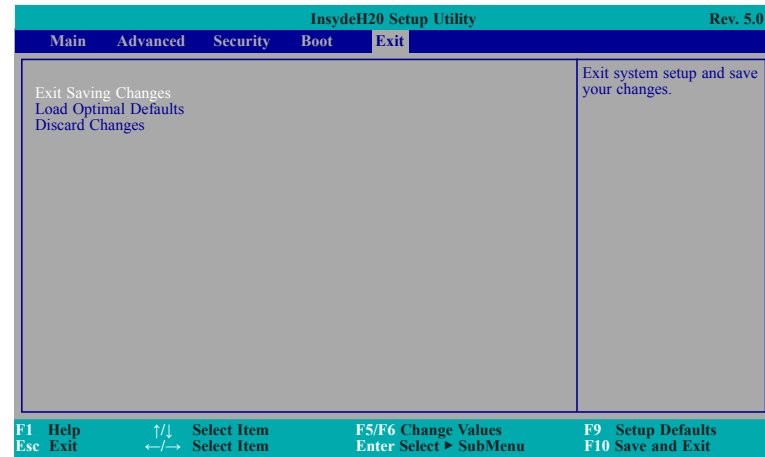 InsydeH20 Setup Utility Rev. 5.0
Main Advanced Security Boot Exit
Exit Saving Changes
Load Optimal Defaults
Discard Changes
Exit system setup and save
your changes.
F1 Help ↑/↓ Select Item F5/F6 Change Values F9 Setup Defaults
Esc Exit ←/→ Select Item Enter Select ▶ SubMenu F10 Save and Exit